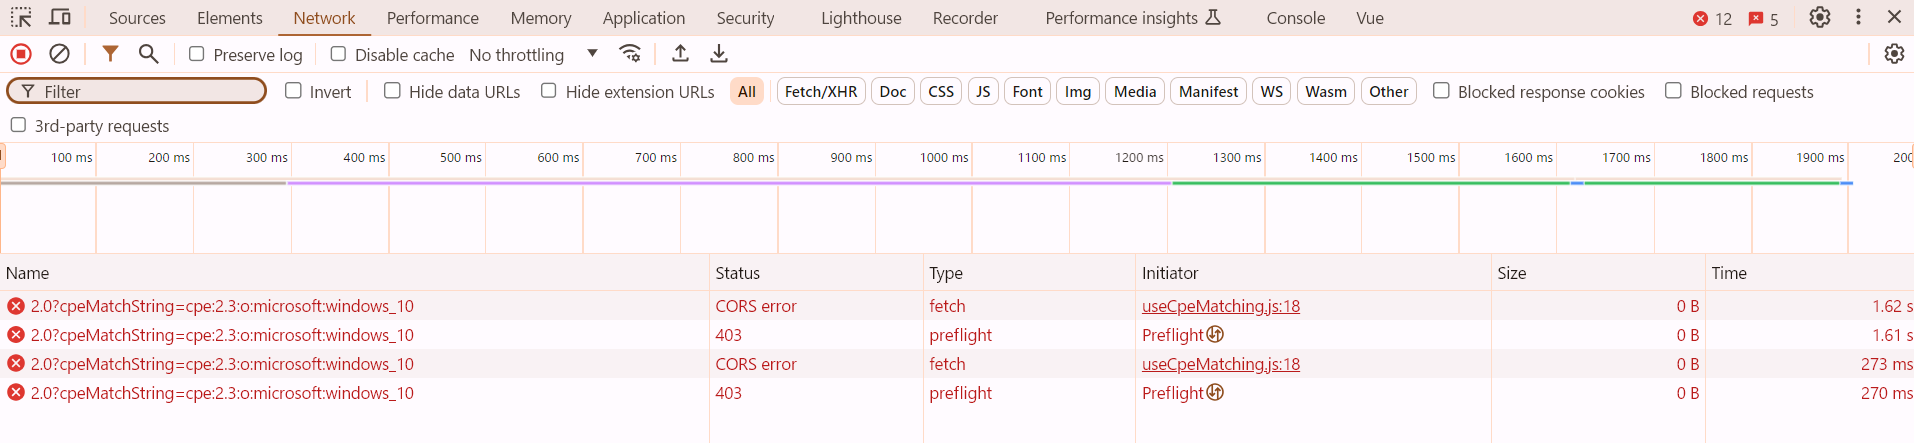 Sources Elements Network Performance Memory Application Security Lighthouse Recorder Performance insights Console Vue 12 5
Preserve log Disable cache No throttling
Filter Invert Hide data URLs Hide extension URLs All Fetch/XHR Doc CSS JS Font Img Media Manifest WS Wasm Other Blocked response cookies Blocked requests
3rd-party requests
100 ms 200 ms 300 ms 400 ms 500 ms 600 ms 700 ms 800 ms 900 ms 1000 ms 1100 ms 1200 ms 1300 ms 1400 ms 1500 ms 1600 ms 1700 ms 1800 ms 1900 ms 200
Name Status Type Initiator Size Time
2.0?cpeMatchString=cpe:2.3:o:microsoft:windows_10 CORS error fetch useCpeMatching.js:18 0 B 1.62 s
2.0?cpeMatchString=cpe:2.3:o:microsoft:windows_10 403 preflight Preflight 0 B 1.61 s
2.0?cpeMatchString=cpe:2.3:o:microsoft:windows_10 CORS error fetch useCpeMatching.js:18 0 B 273 ms
2.0?cpeMatchString=cpe:2.3:o:microsoft:windows_10 403 preflight Preflight 0 B 270 ms